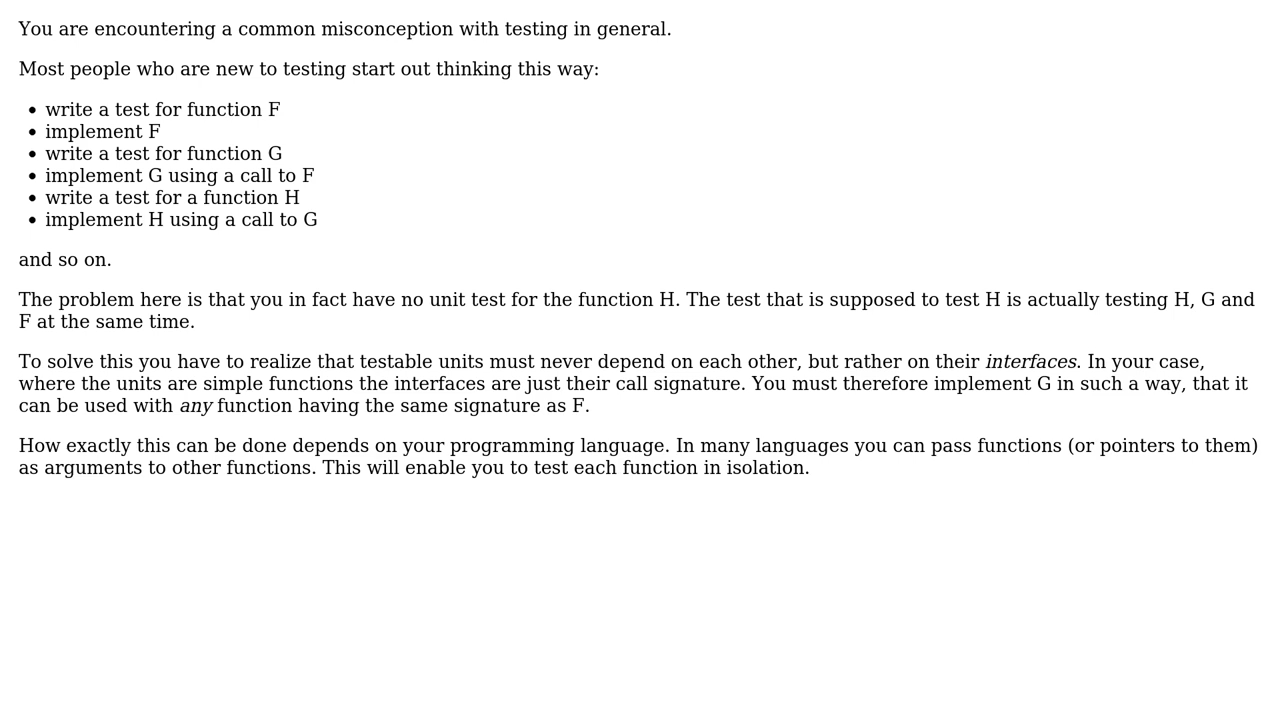 You are encountering a common misconception with testing in general.
Most people who are new to testing start out thinking this way:
• write a test for function F
• implement F
• write a test for function G
• implement G using a call to F
• write a test for a function H
• implement H using a call to G
and so on.
The problem here is that you in fact have no unit test for the function H. The test that is supposed to test H is actually testing H, G and
F at the same time.
To solve this you have to realize that testable units must never depend on each other, but rather on their interfaces. In your case,
where the units are simple functions the interfaces are just their call signature. You must therefore implement G in such a way, that it
can be used with any function having the same signature as F.
How exactly this can be done depends on your programming language. In many languages you can pass functions (or pointers to them)
as arguments to other functions. This will enable you to test each function in isolation.